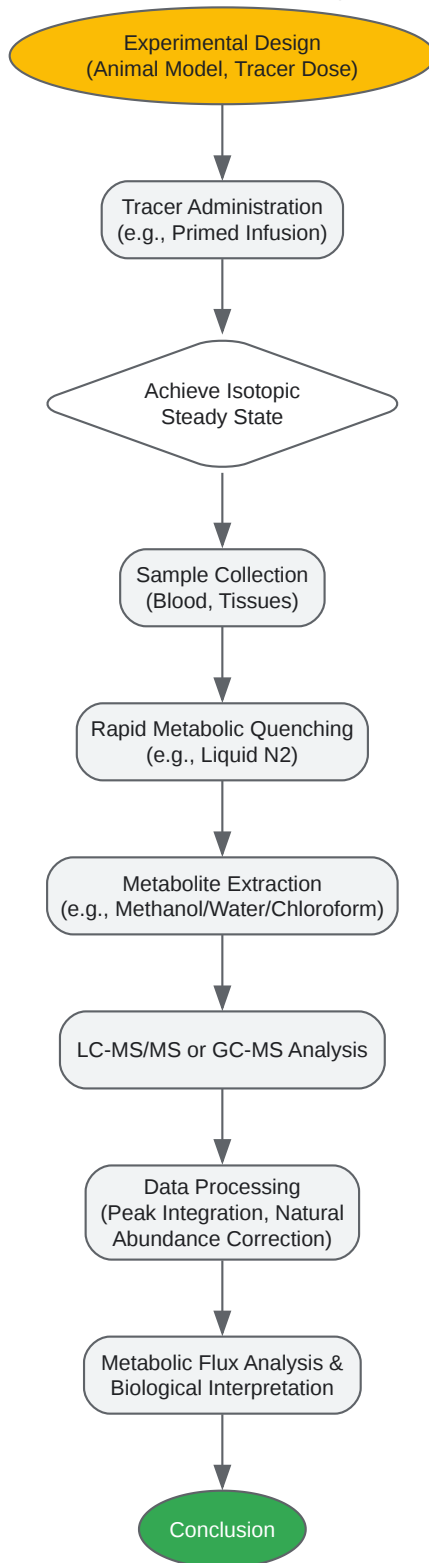 Experimental Design
(Animal Model, Tracer Dose)
Tracer Administration
(e.g., Primed Infusion)
Achieve Isotopic
Steady State
Sample Collection
(Blood, Tissues)
Rapid Metabolic Quenching
(e.g., Liquid N2)
Metabolite Extraction
(e.g., Methanol/Water/Chloroform)
LC-MS/MS or GC-MS Analysis
Data Processing
(Peak Integration, Natural
Abundance Correction)
Metabolic Flux Analysis &
Biological Interpretation
Conclusion